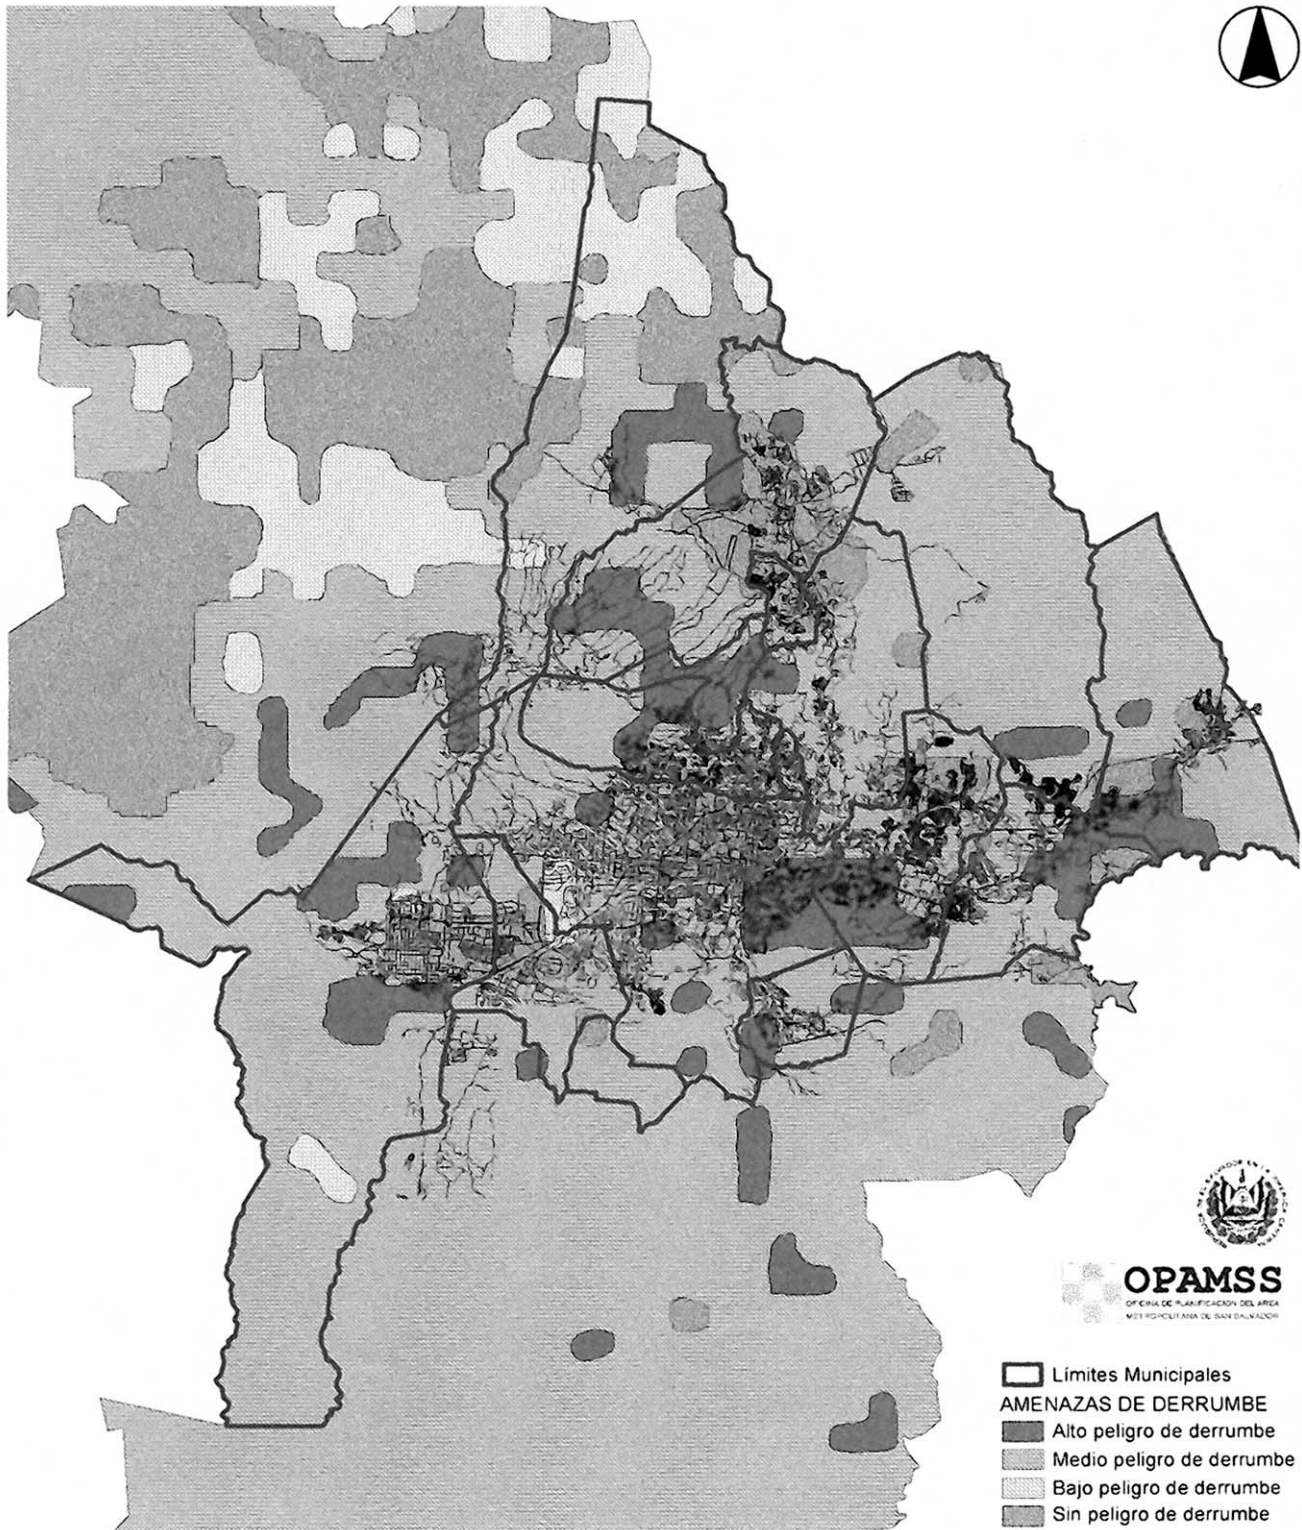 OPAMSS
OFICINA DE PLANIFICACION DEL AREA
METROPOLITANA DE SAN SALVADOR
Límites Municipales
AMENAZAS DE DERRUMBE
Alto peligro de derrumbe
Medio peligro de derrumbe
Bajo peligro de derrumbe
Sin peligro de derrumbe